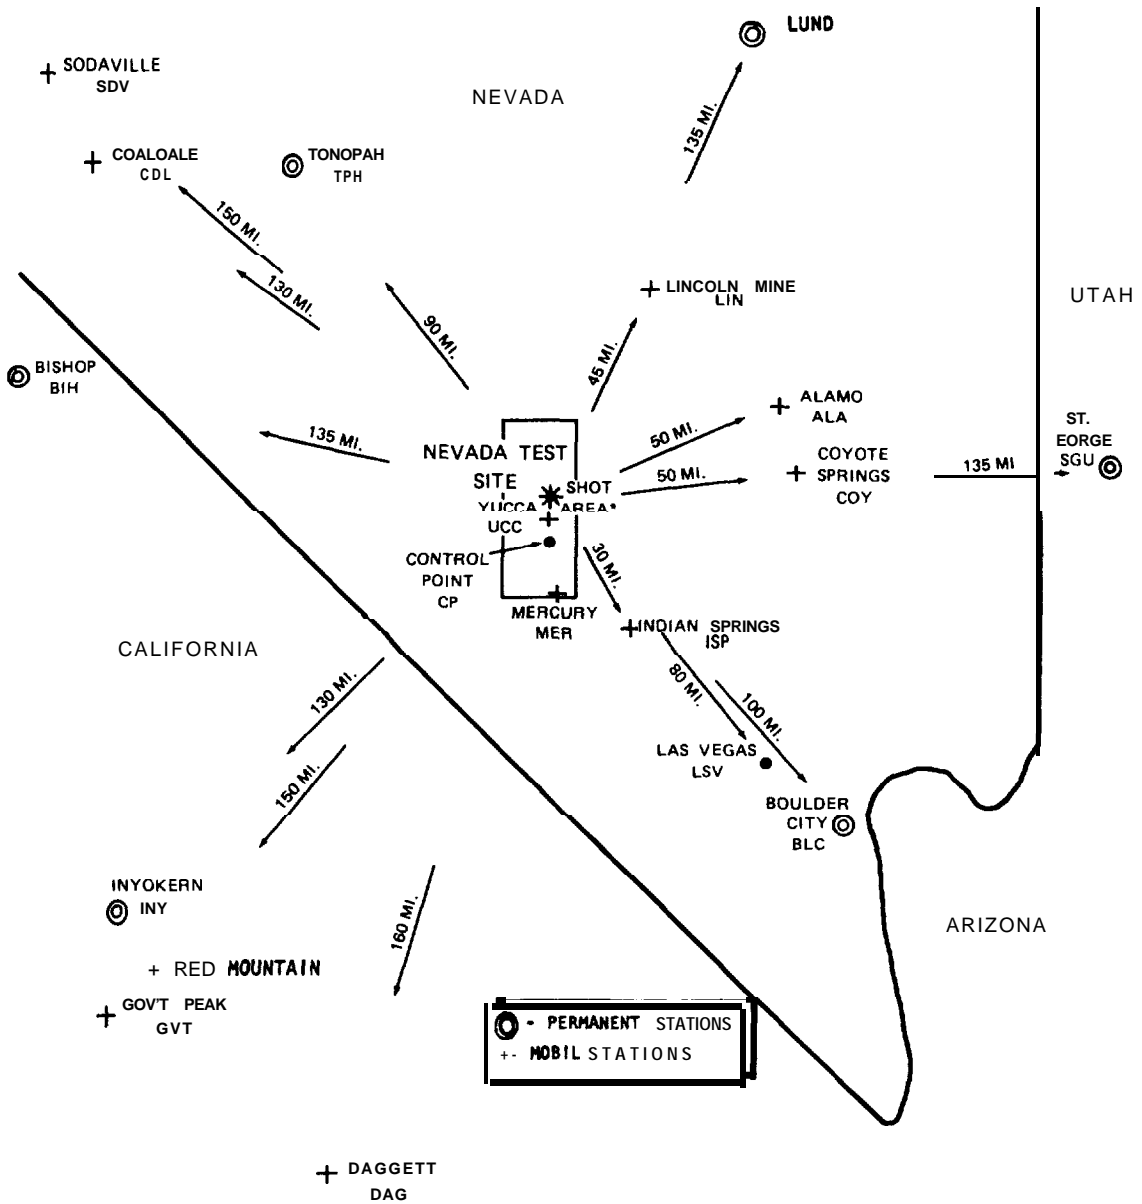 LUND
SODAVILLE
SDV
NEVADA
135 MI.
COALOALE
CDL
TONOPAH
TPH
150 MI.
130 MI.
90 MI.
LINCOLN MINE
LIN
45 MI.
UTAH
BISHOP
BIH
135 MI.
ALAMO
ALA
50 MI.
ST.
EORGE
SGU
NEVADA TEST
SITE
COYOTE
SPRINGS
COY
50 MI.
135 MI
SHOT
YUCCA AREA*
UCC
CONTROL
POINT
CP
30 MI.
MERCURY
MER
INDIAN SPRINGS
ISP
CALIFORNIA
130 MI.
80 MI.
100 MI.
150 MI.
LAS VEGAS
LSV
BOULDER
CITY
BLC
INYOKERN
INY
160 MI.
ARIZONA
+ RED MOUNTAIN
GOV'T PEAK
GVT
- PERMANENT STATIONS
+- MOBIL STATIONS
DAGGETT
DAG